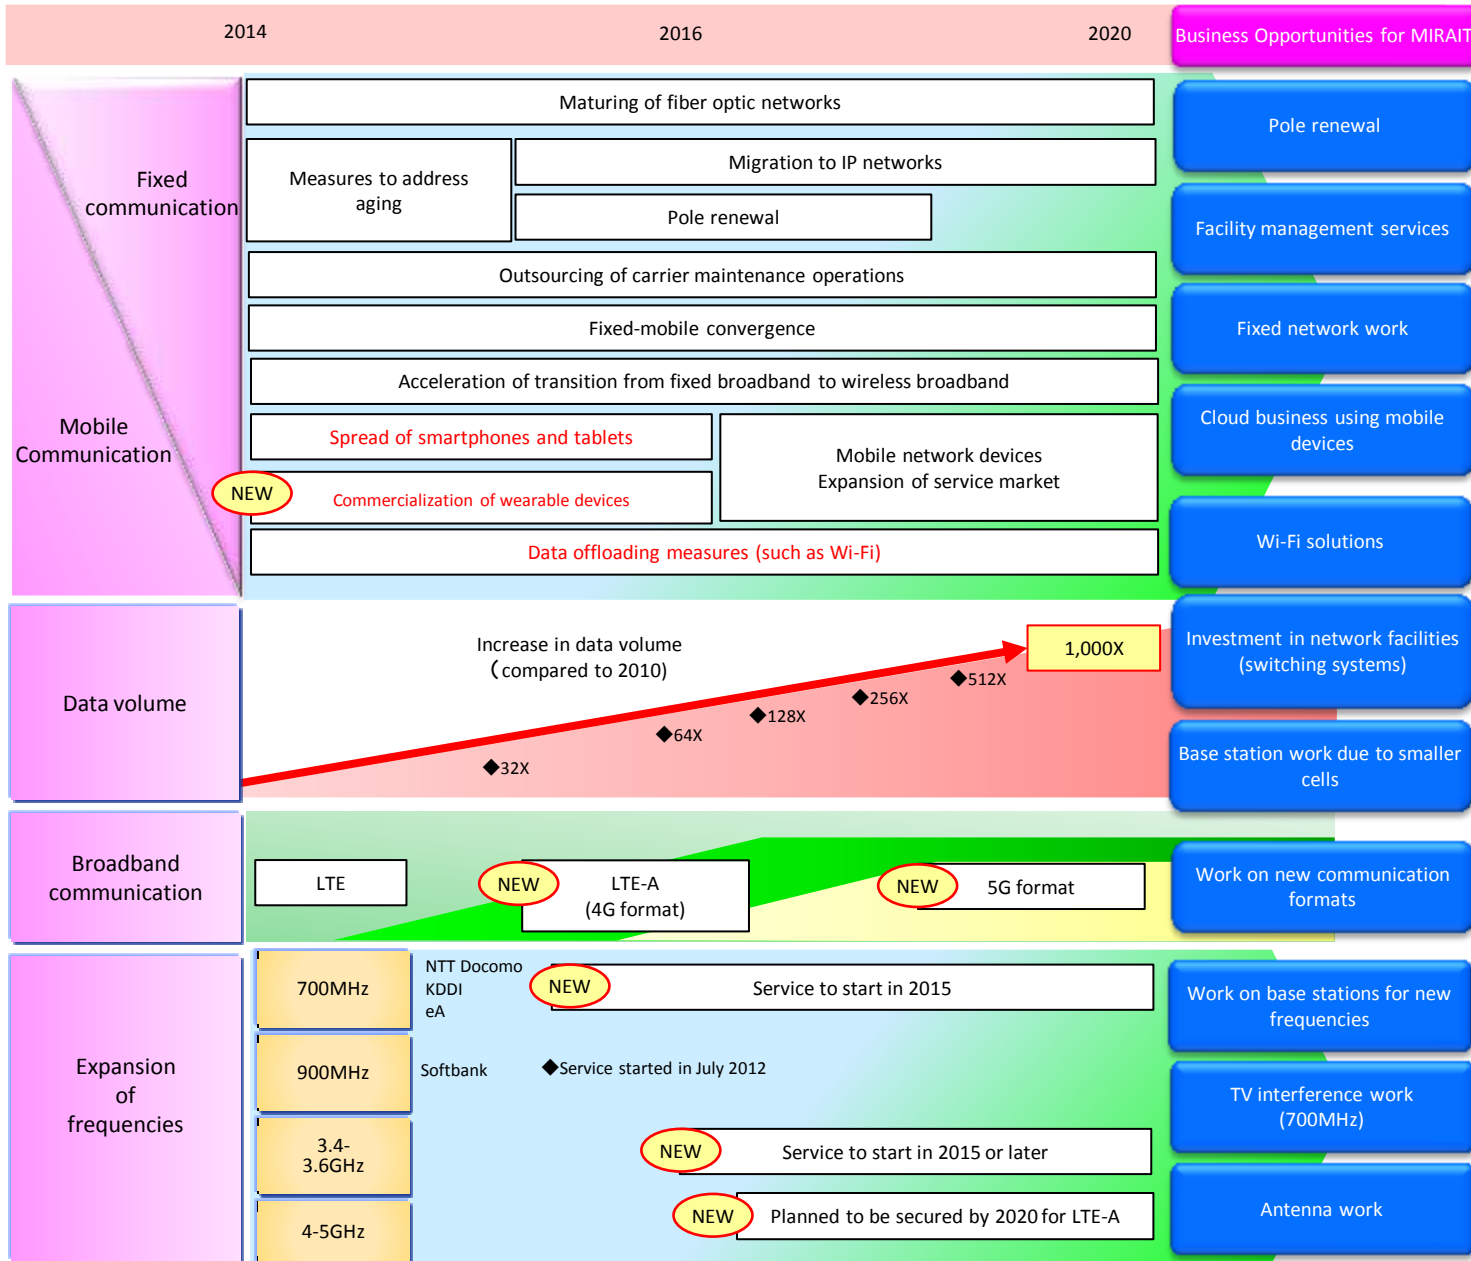 2014
2016
2020
Business Opportunities for MIRAIT
Fixed
communication
Maturing of fiber optic networks
Measures to address
aging
Migration to IP networks
Pole renewal
Outsourcing of carrier maintenance operations
Fixed-mobile convergence
Acceleration of transition from fixed broadband to wireless broadband
Mobile
Communication
Spread of smartphones and tablets
NEW
Commercialization of wearable devices
Mobile network devices
Expansion of service market
Data offloading measures (such as Wi-Fi)
Pole renewal
Facility management services
Fixed network work
Cloud business using mobile
devices
Wi-Fi solutions
Data volume
Increase in data volume
(compared to 2010)
◆32X
◆64X
◆128X
◆256X
◆512X
1,000X
Investment in network facilities
(switching systems)
Base station work due to smaller
cells
Broadband
communication
LTE
NEW
LTE-A
(4G format)
NEW
5G format
Work on new communication
formats
Expansion
of
frequencies
700MHz
NTT Docomo
KDDI
eA
NEW
Service to start in 2015
900MHz
Softbank
◆Service started in July 2012
3.4-
3.6GHz
NEW
Service to start in 2015 or later
4-5GHz
NEW
Planned to be secured by 2020 for LTE-A
Work on base stations for new
frequencies
TV interference work
(700MHz)
Antenna work